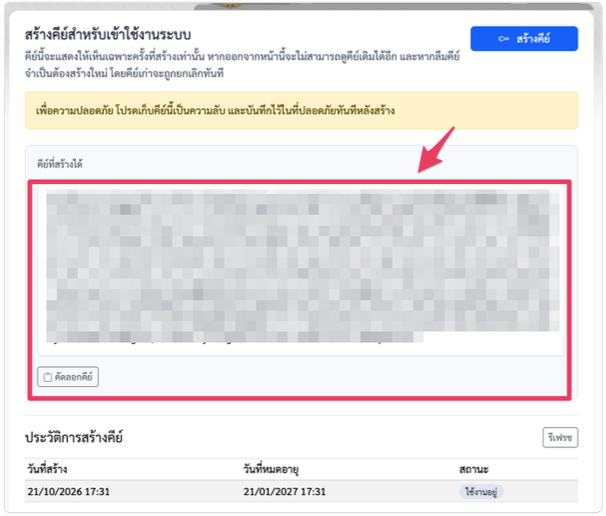 สร้างคีย์สำหรับเข้าใช้งานระบบ
สร้างคีย์
คีย์นี้จะแสดงให้เห็นเฉพาะครั้งที่สร้างเท่านั้น หากออกจากหน้านี้จะไม่สามารถดูคีย์เดิมได้อีก และหากลืมคีย์
จำเป็นต้องสร้างใหม่ โดยคีย์เก่าจะถูกยกเลิกทันที
เพื่อความปลอดภัย โปรดเก็บคีย์นี้เป็นความลับ และบันทึกไว้ในที่ปลอดภัยทันทีหลังสร้าง
คีย์ที่สร้างได้
คัดลอกคีย์
ประวัติการสร้างคีย์
รีเฟรช
วันที่สร้าง วันที่หมดอายุ สถานะ
21/10/2026 17:31 21/01/2027 17:31 ใช้งานอยู่